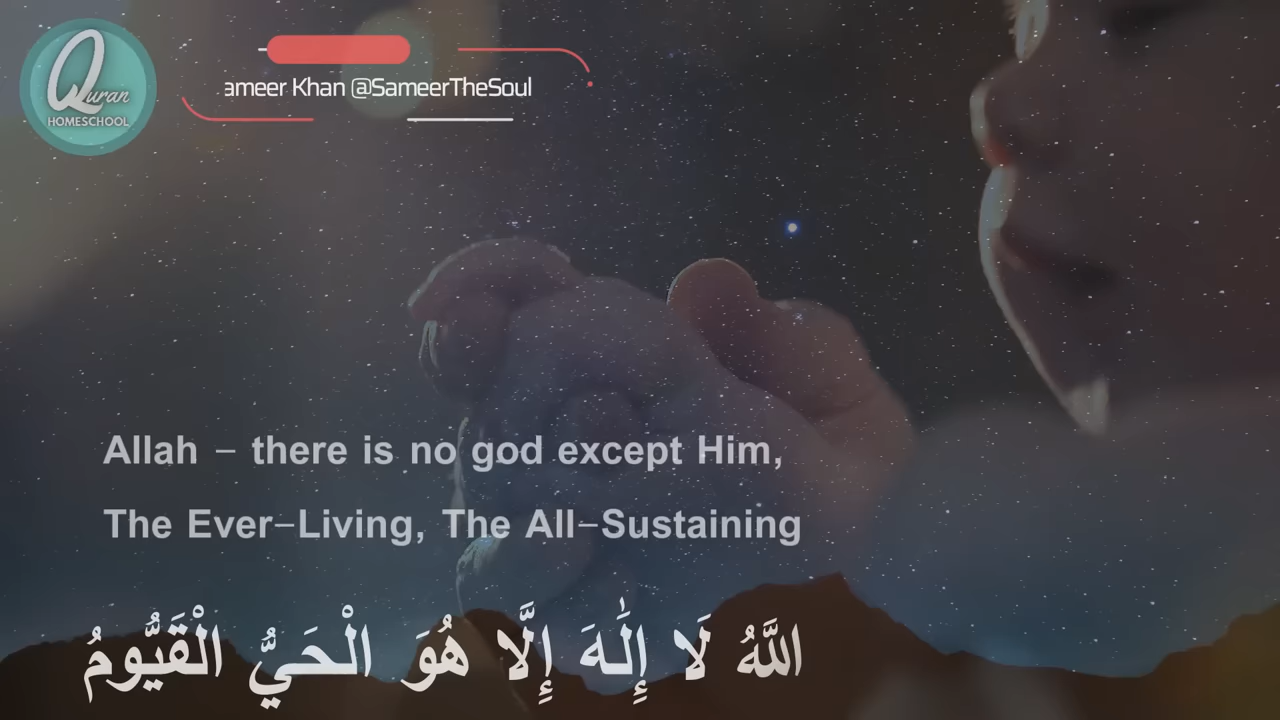 Quran
HOMESCHOOL
ameer Khan @SameerTheSoul
Allah – there is no god except Him,
The Ever–Living, The All–Sustaining
اللَّهُ لَا إِلَٰهَ إِلَّا هُوَ الْحَيُّ الْقَيُّومُ